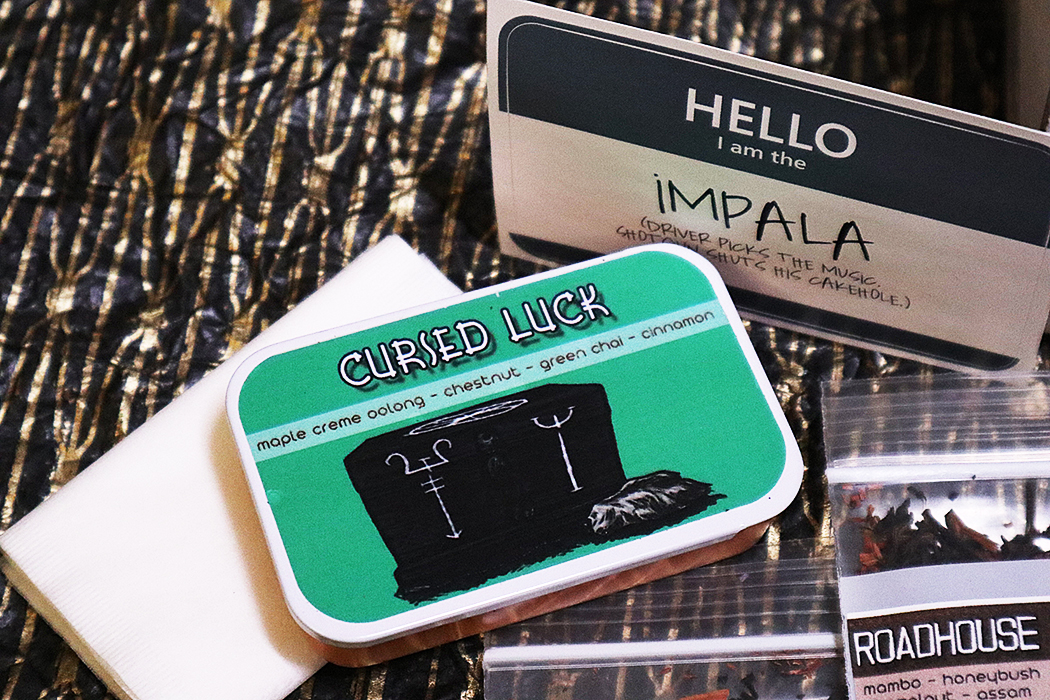 HELLO
I am the
iMPALA
(DRIVER PICKS THE MUSIC.
SHOTGUN SHUTS HIS CAKEHOLE.)
CURSED LUCK
maple creme oolong - chestnut - green chai - cinnamon
ROADHOUSE
mambo - honeybush
assam